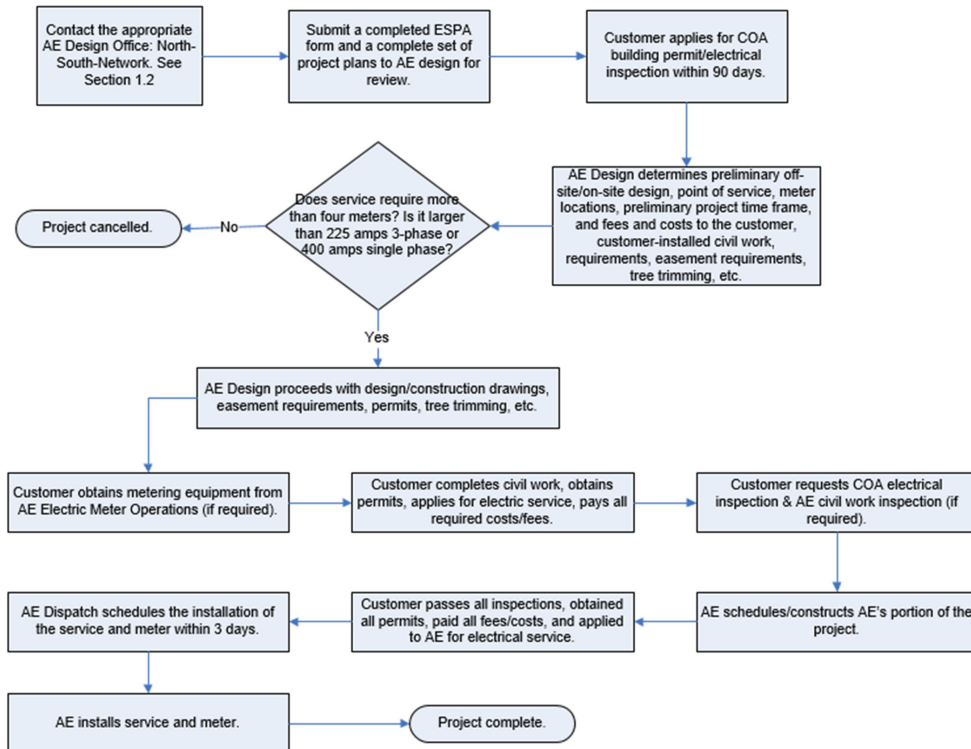 Contact the appropriate
AE Design Office: North-
South-Network. See
Section 1.2
Submit a completed ESPA
form and a complete set of
project plans to AE design for
review.
Customer applies for COA
building permit/electrical
inspection within 90 days.
AE Design determines preliminary off-
site/on-site design, point of service, meter
locations, preliminary project time frame,
and fees and costs to the customer,
customer-installed civil work,
requirements, easement requirements,
tree trimming, etc.
Does service require more
than four meters? Is it larger
than 225 amps 3-phase or
400 amps single phase?
No
Project cancelled.
Yes
AE Design proceeds with design/construction drawings,
easement requirements, permits, tree trimming, etc.
Customer obtains metering equipment from
AE Electric Meter Operations (if required).
Customer completes civil work, obtains
permits, applies for electric service, pays all
required costs/fees.
Customer requests COA electrical
inspection & AE civil work inspection (if
required).
AE schedules/constructs AE's portion of the
project.
Customer passes all inspections, obtained
all permits, paid all fees/costs, and applied
to AE for electrical service.
AE Dispatch schedules the installation of
the service and meter within 3 days.
AE installs service and meter.
Project complete.